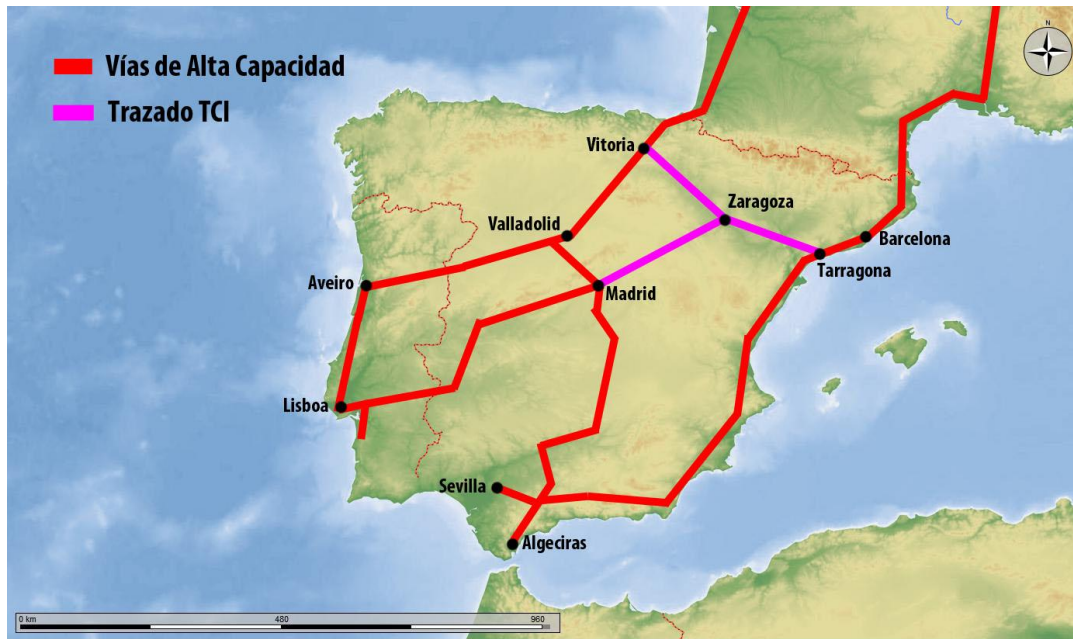 N
Vías de Alta Capacidad
Trazado TCI
Vitoria
Zaragoza
Valladolid
Barcelona
Tarragona
Aveiro
Madrid
Lisboa
Sevilla
Algeciras
0 km 480 960